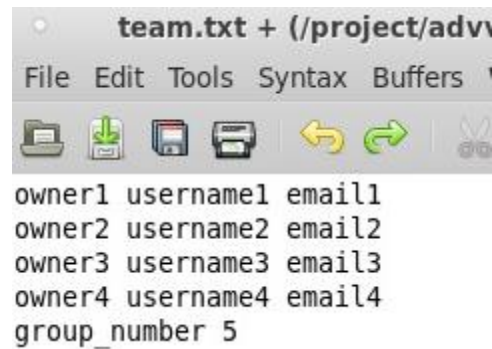 team.txt + (/project/adv
File Edit Tools Syntax Buffers
owner1 username1 email1
owner2 username2 email2
owner3 username3 email3
owner4 username4 email4
group_number 5